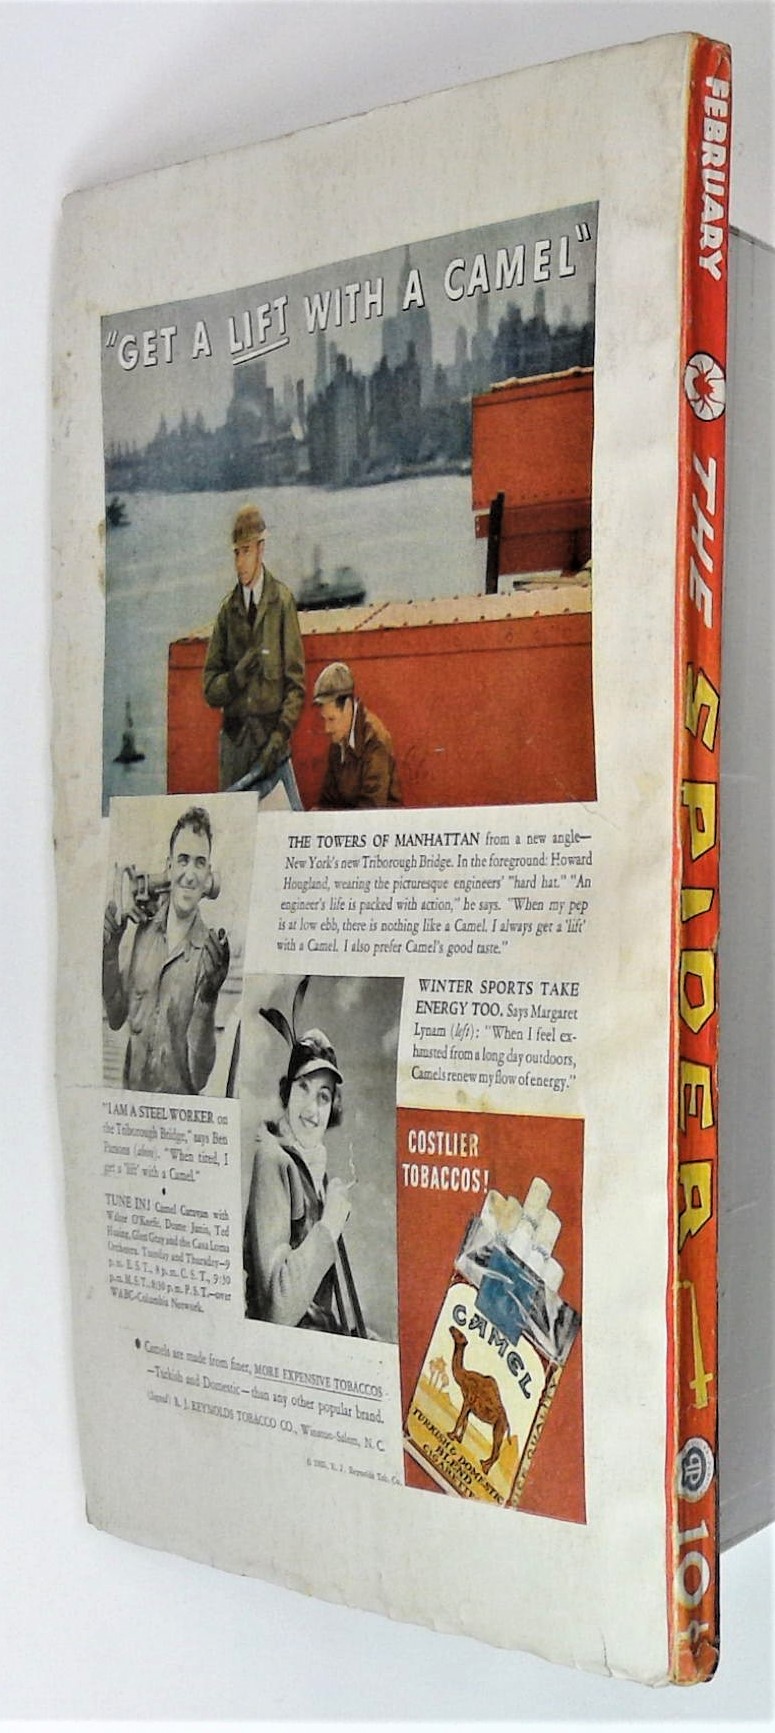 "GET A LIFT WITH A CAMEL"
THE TOWERS OF MANHATTAN from a new angle—
New York's new Triborough Bridge. In the foreground: Howard
Hougland, wearing the picturesque engineers' "hard hat." "An
engineer's life is packed with action," he says. "When my pep
is at low ebb, there is nothing like a Camel. I always get a 'lift'
with a Camel. I also prefer Camel's good taste."
WINTER SPORTS TAKE
ENERGY TOO. Says Margaret
Lynam (left): "When I feel ex-
hausted from a long day outdoors,
Camels renew my flow of energy."
"I AM A STEEL WORKER on
the Triborough Bridge," says Ben
Parsons (above). "When tired, I
get a 'lift' with a Camel."
TUNE IN! Camel Caravan with
Walter O'Keefe, Janis, Ted
Husing, Glen Gray and the Casa Loma
Orchestra. Tuesday and Thursday—9
p.m. E.S.T., 8 p.m. C.S.T., 9:30
p.m. M.S.T., 8:30 p.m. P.S.T.—over
WABC-Columbia Network.
COSTLIER
TOBACCOS!
CAMEL
TURKISH & DOMESTIC
BLEND
CIGARETTES
• Camels are made from finer, MORE EXPENSIVE TOBACCOS
—Turkish and Domestic—than any other popular brand.
(Signed) R. J. REYNOLDS TOBACCO CO., Winston-Salem, N. C.
R. J. Reynolds Tob. Co.
FEBRUARY
THE SPIDER
10¢